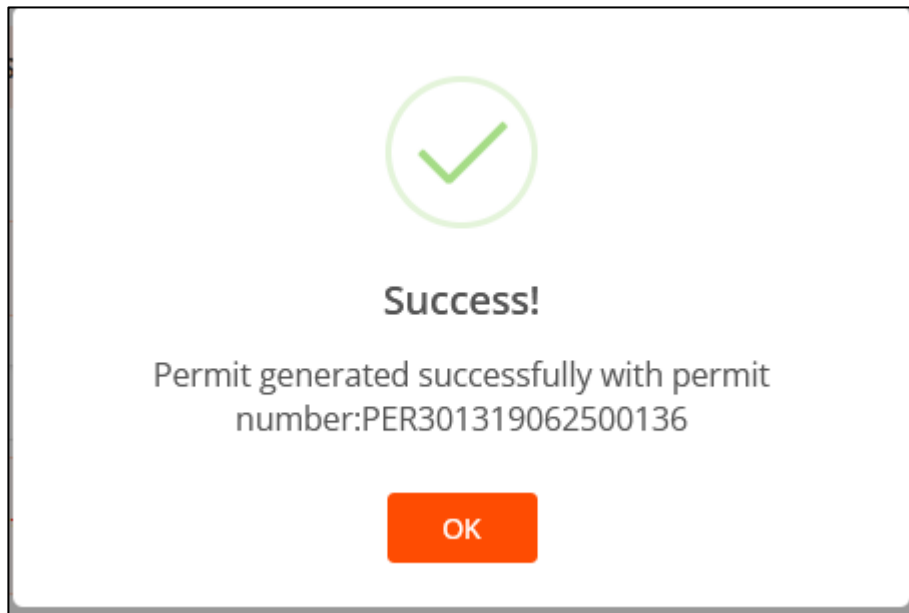 Success!
Permit generated successfully with permit
number:PER301319062500136
OK